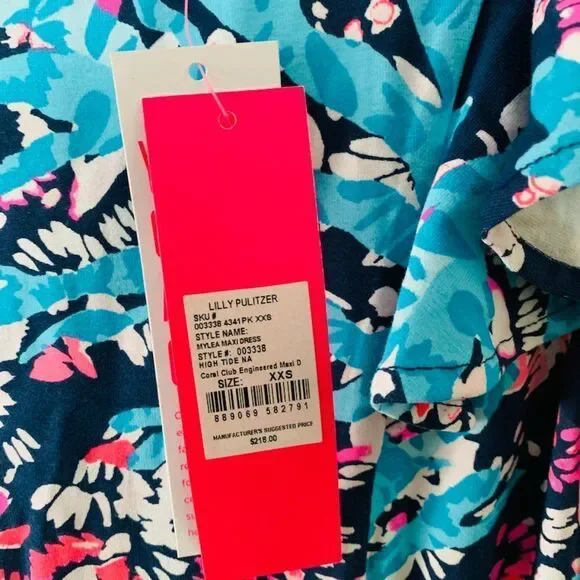 LILLY PULITZER
SKU #
003338 4341PK XXS
STYLE NAME:
MYLEA MAXI DRESS
STYLE #: 003338
HIGH TIDE NA
Coral Club Engineered Maxi D
SIZE: XXS
889069 582791
MANUFACTURER'S SUGGESTED PRICE
$218.00